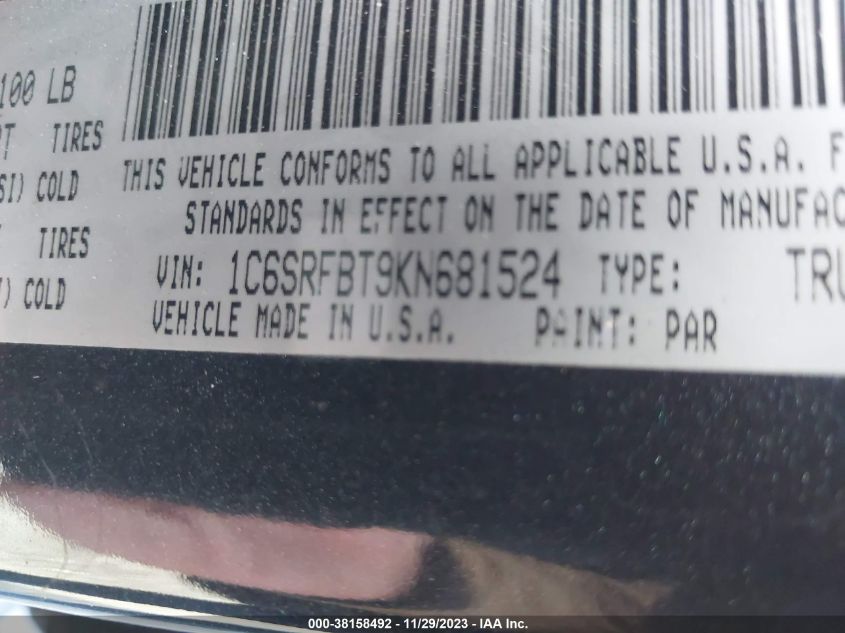 100 LB
TIRES
THIS VEHICLE CONFORMS TO ALL APPLICABLE U.S.A. F
SI) COLD
STANDARDS IN EFFECT ON THE DATE OF MANUFAC
TIRES
VIN: 1C6SRFBT9KN681524 TYPE: TRU
) COLD
VEHICLE MADE IN U.S.A. PAINT: PAR
000-38158492 - 11/29/2023 - IAA Inc.